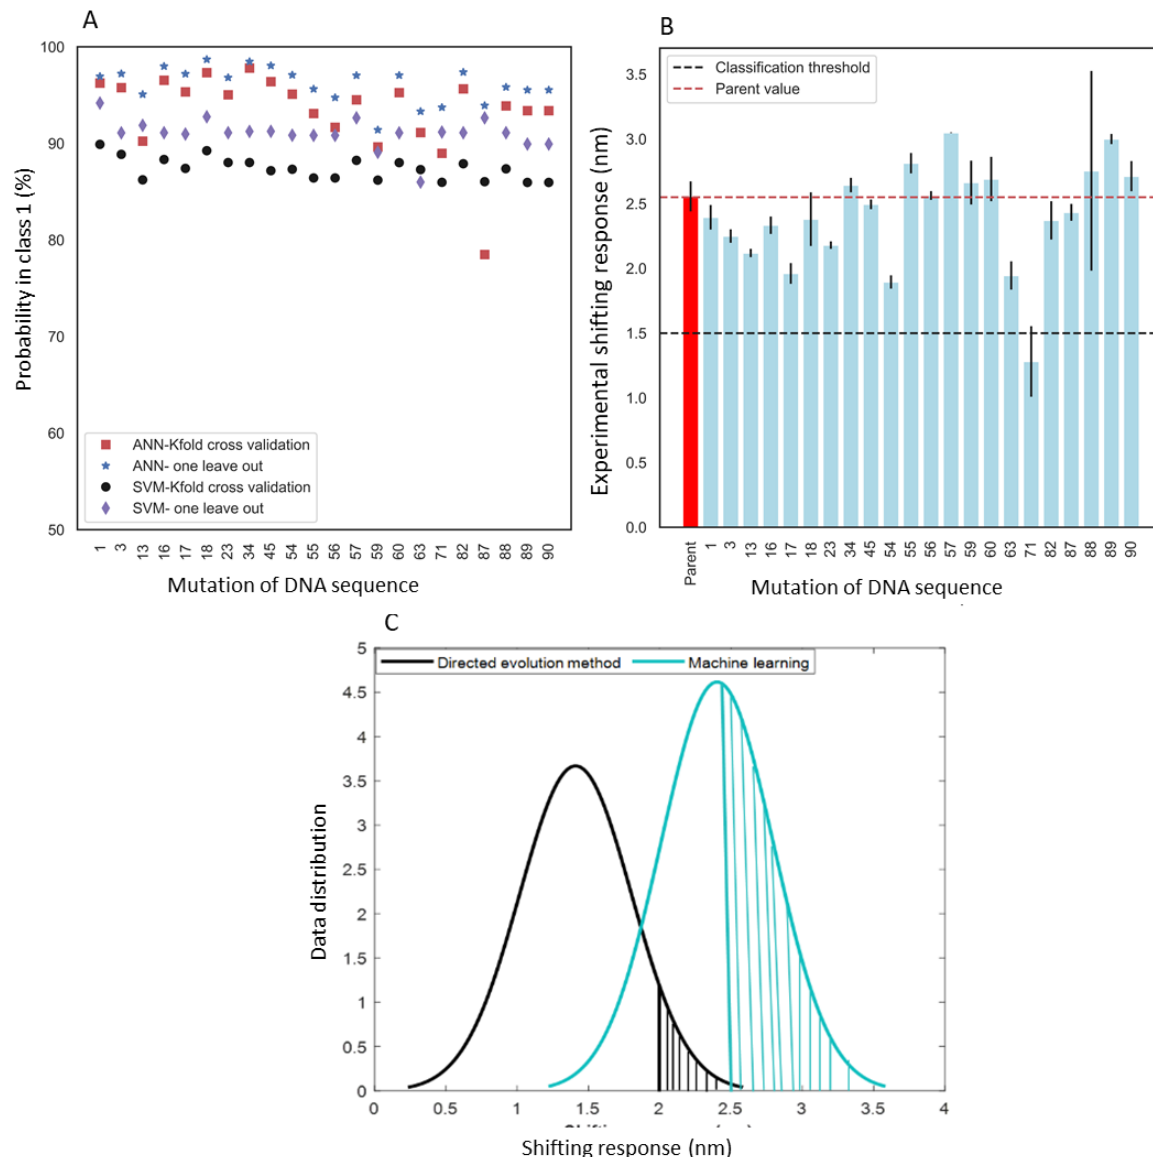 A
100
90
80
70
60
50
Probability in class 1 (%)
ANN-Kfold cross validation
ANN- one leave out
SVM-Kfold cross validation
SVM- one leave out
1 3 13 16 17 18 23 34 45 54 55 56 57 59 60 63 71 82 87 88 89 90
Mutation of DNA sequence
B
3.5
3.0
2.5
2.0
1.5
1.0
0.5
0.0
Experimental shifting response (nm)
Classification threshold
Parent value
Parent 1 3 13 16 17 18 23 34 45 54 55 56 57 59 60 63 71 82 87 88 89 90
Mutation of DNA sequence
C
5
4.5
4
3.5
3
2.5
2
1.5
1
0.5
0
Data distribution
Directed evolution method
Machine learning
0 0.5 1 1.5 2 2.5 3 3.5 4
Shifting response (nm)